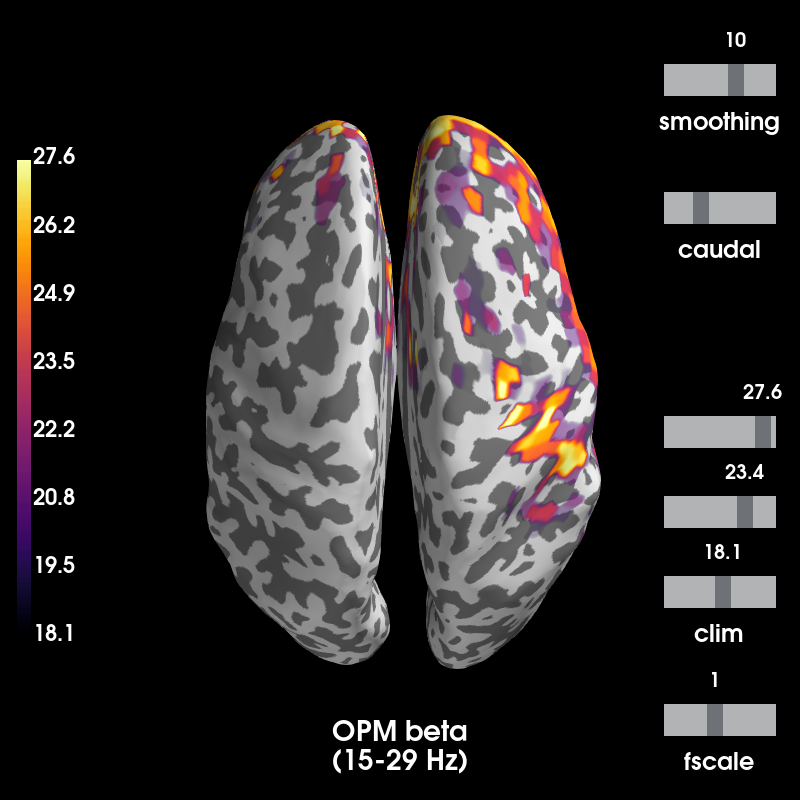 10
smoothing
caudal
27.6
23.4
18.1
clim
1
fscale
27.6
26.2
24.9
23.5
22.2
20.8
19.5
18.1
OPM beta
(15-29 Hz)